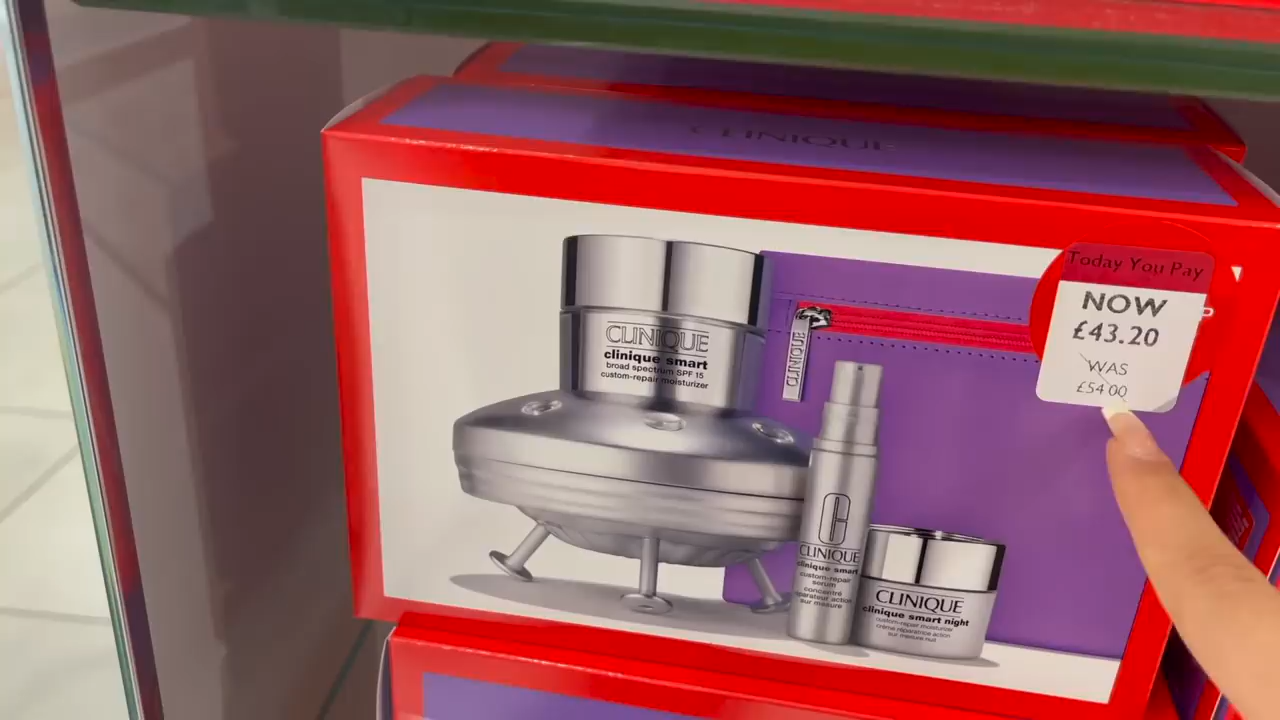 CLINIQUE
Today You Pay
NOW
£43.20
WAS
£54.00
CLINIQUE
clinique smart
broad spectrum SPF 15
custom-repair moisturizer
CLINIQUE
CLINIQUE
clinique smart
custom-repair
serum
concentré
réparateur action
sur mesure
CLINIQUE
clinique smart night
custom-repair moisturizer
crème réparatrice action
sur mesure nuit